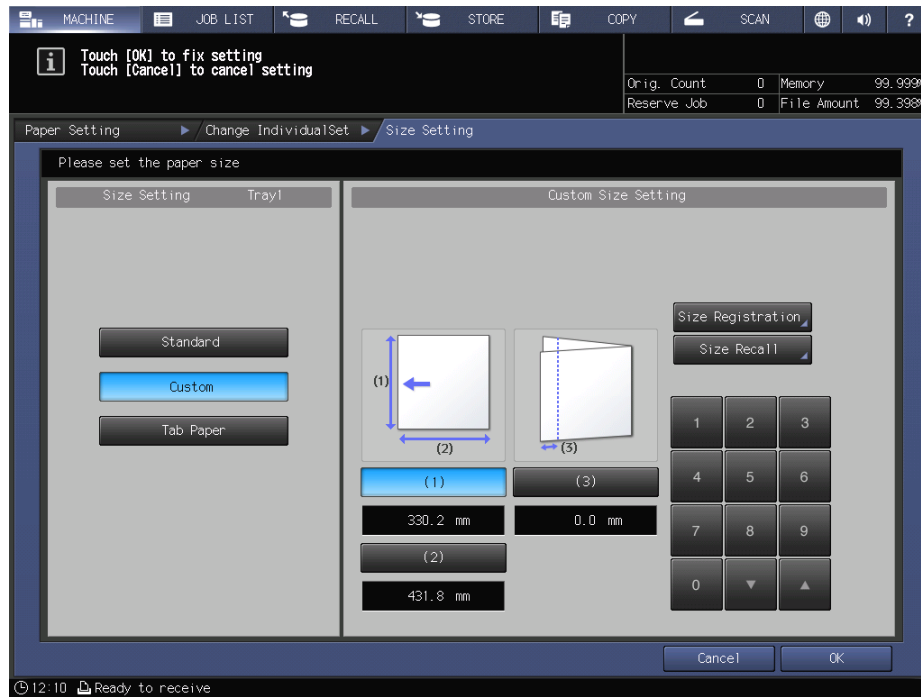 MACHINE JOB LIST RECALL STORE COPY SCAN ?
i Touch [OK] to fix setting
Touch [Cancel] to cancel setting
Orig. Count 0 Memory 99.999%
Reserve Job 0 File Amount 99.398%
Paper Setting Change IndividualSet Size Setting
Please set the paper size
Size Setting Tray1
Custom Size Setting
Standard
Custom
Tab Paper
(1)
(2)
(3)
Size Registration
Size Recall
(1) (3)
330.2 mm 0.0 mm
(2)
431.8 mm
1 2 3
4 5 6
7 8 9
0 ▼ ▲
Cancel OK
12:10 Ready to receive